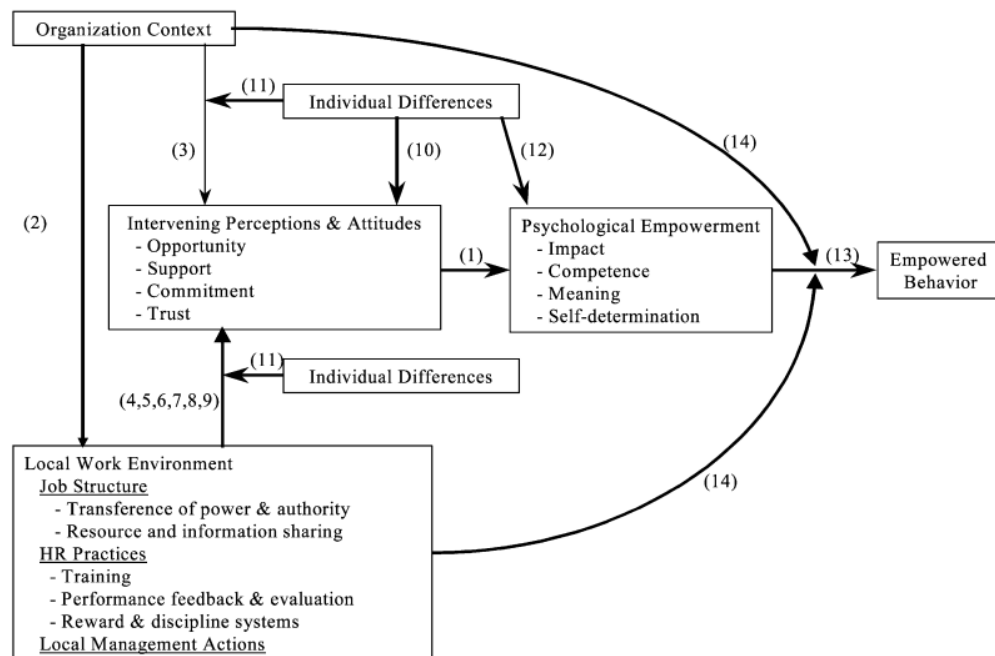 Organization Context
(11)
Individual Differences
(14)
(3)
(10)
(12)
(2)
Intervening Perceptions & Attitudes
- Opportunity
- Support
- Commitment
- Trust
(1)
Psychological Empowerment
- Impact
- Competence
- Meaning
- Self-determination
(13)
Empowered
Behavior
(11)
Individual Differences
(4,5,6,7,8,9)
(14)
Local Work Environment
Job Structure
- Transference of power & authority
- Resource and information sharing
HR Practices
- Training
- Performance feedback & evaluation
- Reward & discipline systems
Local Management Actions